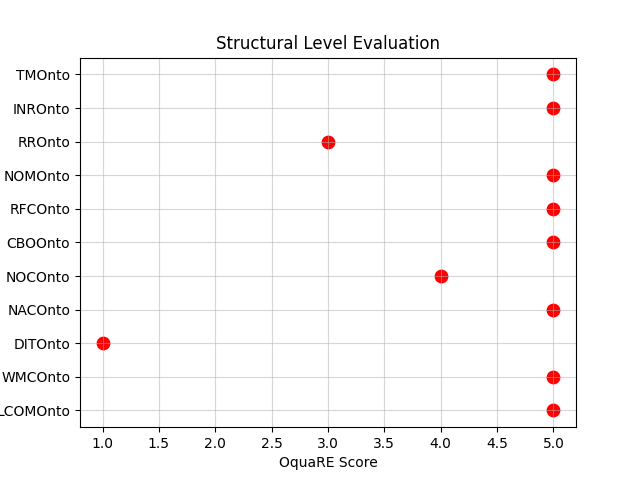 Structural Level Evaluation
TMOnto
INROnto
RROnto
NOMOnto
RFCOnto
CBOOnto
NOCOnto
NACOnto
DITOnto
WMCOnto
LCOMOnto
1.0 1.5 2.0 2.5 3.0 3.5 4.0 4.5 5.0
OquaRE Score